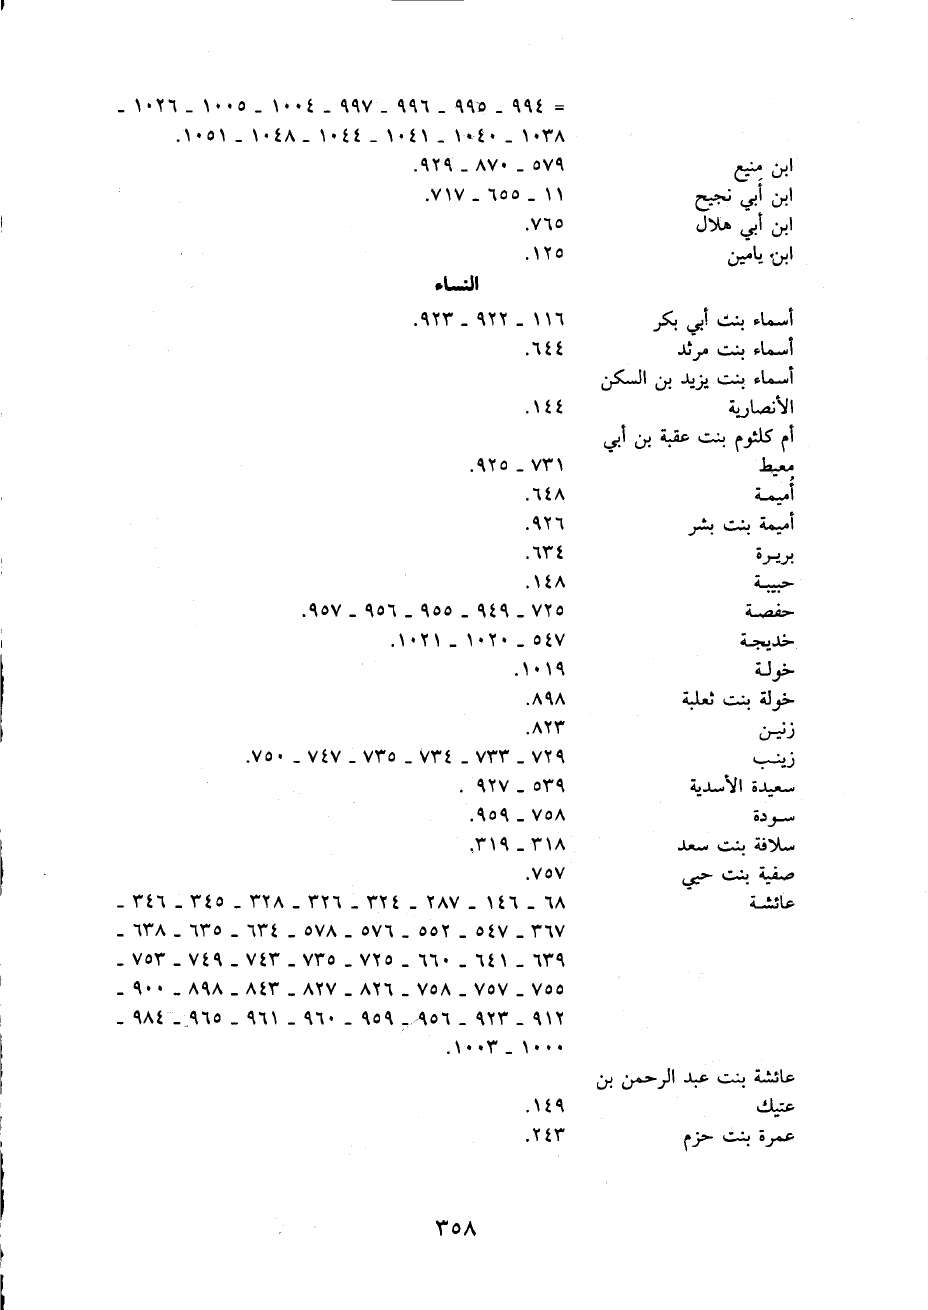 = ٩٩٤ ـ ٩٩٥ ـ ٩٩٦ ـ ٩٩٧ ـ ١٠٠٤ ـ ١٠٠٥ ـ ١٠٢٦ ـ
١٠٣٨ ـ ١٠٤٠ ـ ١٠٤١ ـ ١٠٤٤ ـ ١٠٤٨ ـ ١٠٥١.
ابن منيع ٥٧٩ ـ ٨٧٠ ـ ٩٢٩.
ابن أبي نجيح ١١ ـ ٦٥٥ ـ ٧١٧.
ابن أبي هلال ٧٦٥.
ابن يامين ١٢٥.
النساء
أسماء بنت أبي بكر ١١٦ ـ ٩٢٢ ـ ٩٢٣.
أسماء بنت مرثد ٦٤٤.
أسماء بنت يزيد بن السكن
الأنصارية ١٤٤.
أم كلثوم بنت عقبة بن أبي
معيط ٧٣١ ـ ٩٢٥.
أُميمة ٦٤٨.
أميمة بنت بشر ٩٢٦.
بريرة ٦٣٤.
حبيبة ١٤٨.
حفصة ٧٢٥ ـ ٩٤٩ ـ ٩٥٥ ـ ٩٥٦ ـ ٩٥٧.
خديجة ٥٤٧ ـ ١٠٢٠ ـ ١٠٢١.
خولة ١٠١٩.
خولة بنت ثعلبة ٨٩٨.
زنين ٨٢٣.
زينب ٧٢٩ ـ ٧٣٣ ـ ٧٣٤ ـ ٧٣٥ ـ ٧٤٧ ـ ٧٥٠.
سعيدة الأسدية ٥٣٩ ـ ٩٢٧ .
سودة ٧٥٨ ـ ٩٥٩.
سلافة بنت سعد ٣١٨ ـ ٣١٩.
صفية بنت حيي ٧٥٧.
عائشة ٦٨ ـ ١٤٦ ـ ٢٨٧ ـ ٣٢٤ ـ ٣٢٦ ـ ٣٢٨ ـ ٣٤٥ ـ ٣٤٦ ـ
٣٦٧ ـ ٥٤٧ ـ ٥٥٢ ـ ٥٧٦ ـ ٥٧٨ ـ ٦٣٤ ـ ٦٣٥ ـ ٦٣٨ ـ
٦٣٩ ـ ٦٤١ ـ ٦٦٠ ـ ٧٢٥ ـ ٧٣٥ ـ ٧٤٣ ـ ٧٤٩ ـ ٧٥٣ ـ
٧٥٥ ـ ٧٥٧ ـ ٧٥٨ ـ ٨٢٦ ـ ٨٢٧ ـ ٨٤٣ ـ ٨٩٨ ـ ٩٠٠ ـ
٩١٢ ـ ٩٢٣ ـ ٩٥٦ ـ ٩٥٩ ـ ٩٦٠ ـ ٩٦١ ـ ٩٦٥ ـ ٩٨٤ ـ
١٠٠٠ ـ ١٠٠٣.
عائشة بنت عبد الرحمن بن
عتيك ١٤٩.
عمرة بنت حزم ٢٤٣.
٣٥٨